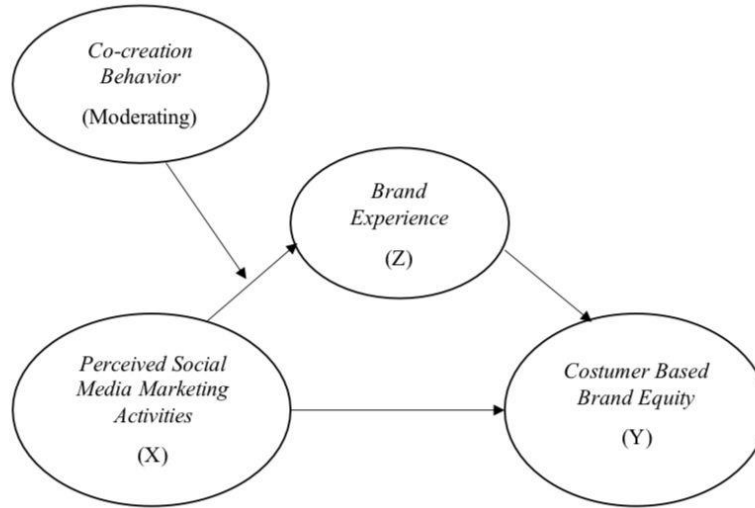 Co-creation
Behavior
(Moderating)
Brand
Experience
(Z)
Perceived Social
Media Marketing
Activities
(X)
Costumer Based
Brand Equity
(Y)